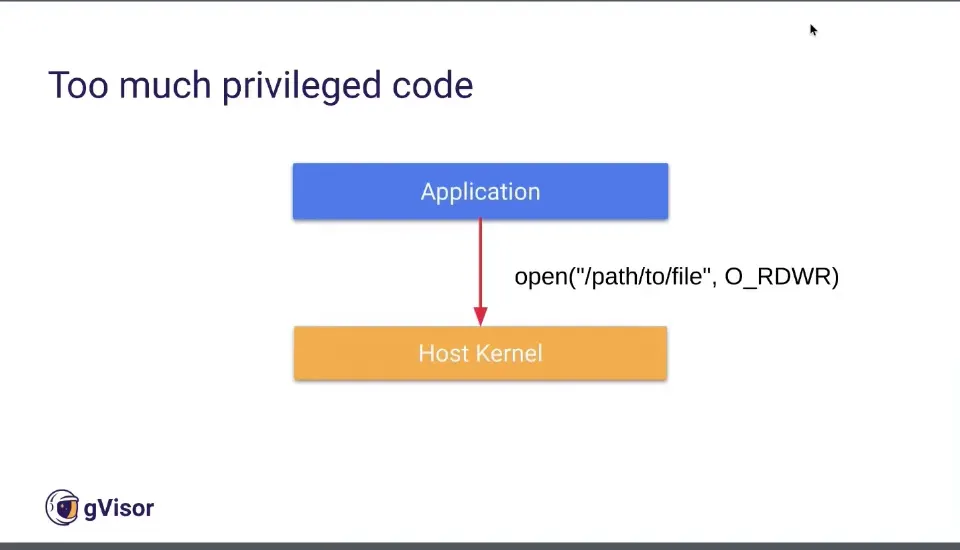 Too much privileged code
Application
open("/path/to/file", O_RDWR)
Host Kernel
gVisor